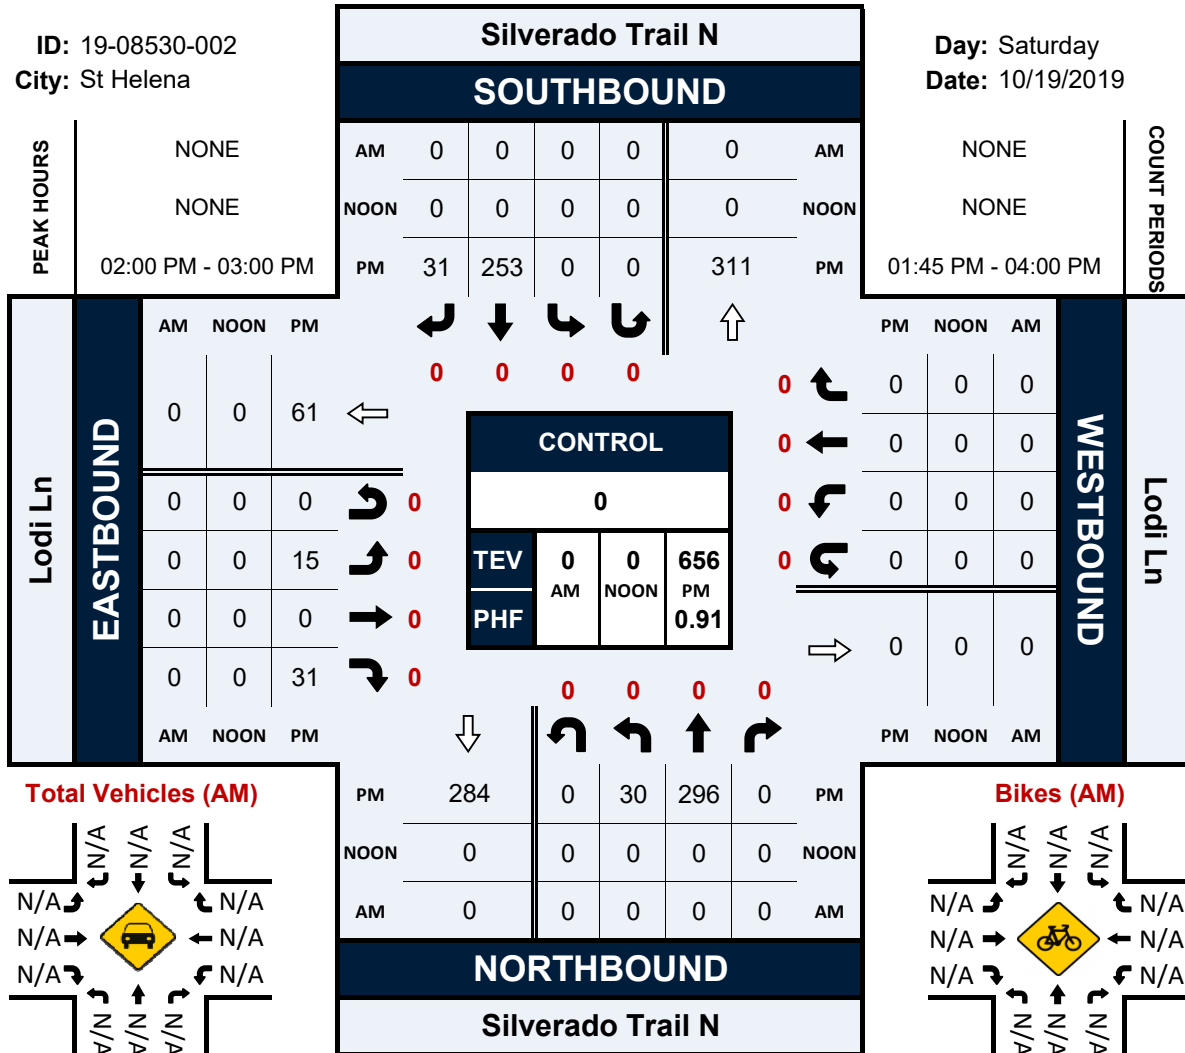 Silverado Trail N
ID: 19-08530-002
Day: Saturday
City: St Helena
Date: 10/19/2019
SOUTHBOUND
PEAK HOURS
NONE
AM 0 0 0 0 0 AM
NONE
COUNT PERIODS
NONE
NOON 0 0 0 0 0 NOON
NONE
02:00 PM - 03:00 PM
PM 31 253 0 0 311 PM
01:45 PM - 04:00 PM
AM NOON PM
PM NOON AM
0 0 0 0
0 0 0 0
0 0 61
CONTROL
0 0 0 0
Lodi Ln
EASTBOUND
WESTBOUND
Lodi Ln
0 0 0 0
0
0 0 0 0
0 0 15 0
TEV 0 0 656
0 0 0 0
AM NOON PM
0 0 0 0
PHF 0.91
0 0 0
0 0 31 0
0 0 0 0
AM NOON PM
PM NOON AM
Total Vehicles (AM)
PM 284 0 30 296 0 PM
Bikes (AM)
NOON 0 0 0 0 0 NOON
AM 0 0 0 0 0 AM
N/A N/A N/A
N/A N/A
N/A N/A
N/A N/A
N/A N/A N/A
N/A N/A N/A
N/A N/A
N/A N/A
N/A N/A
N/A N/A N/A
NORTHBOUND
Silverado Trail N